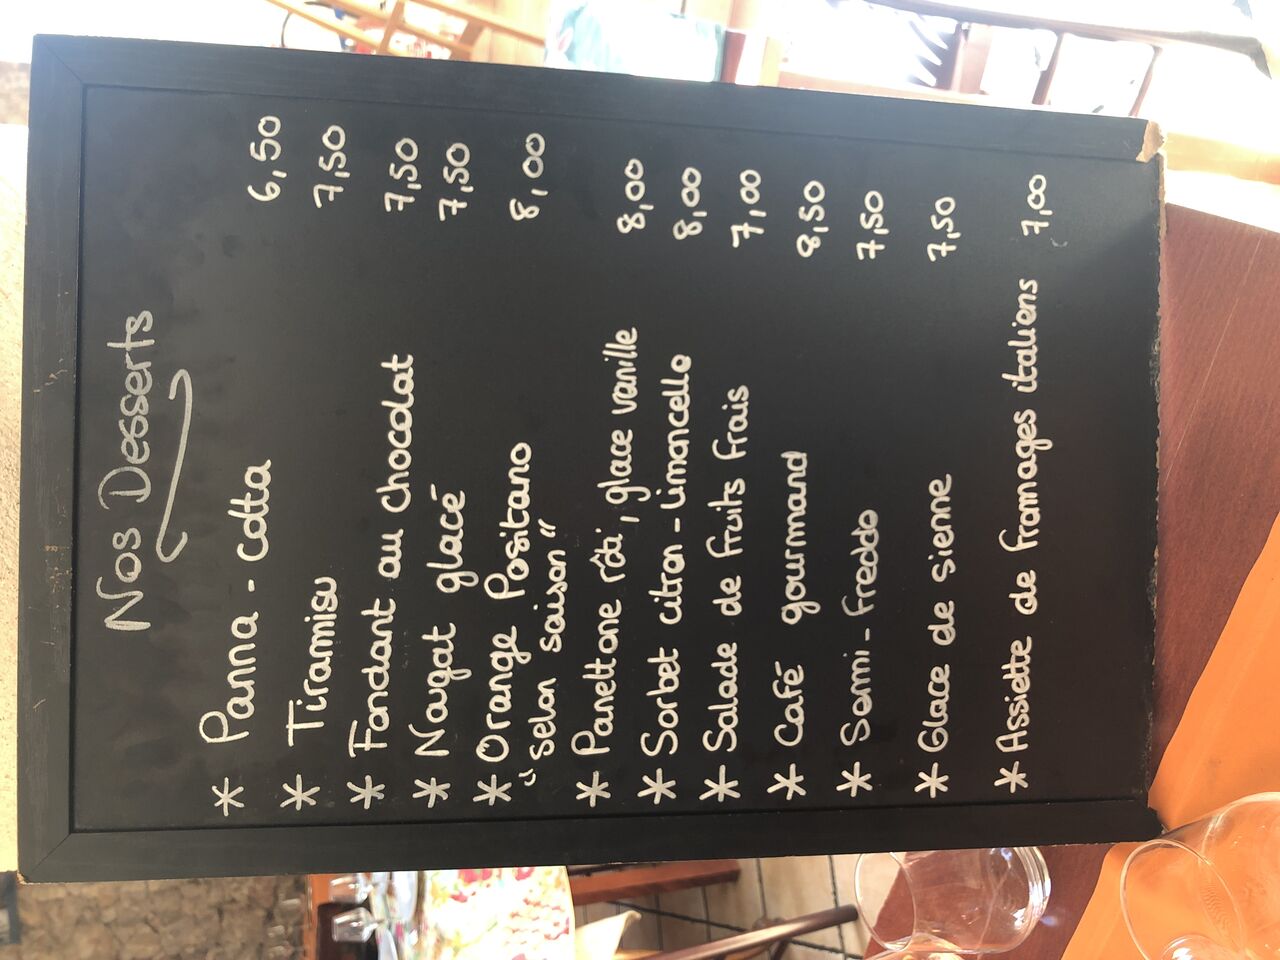 Nos Desserts
* Panna-cotta 6,50
* Tiramisu 7,50
* Fondant au chocolat 7,50
* Nougat glacé 7,50
* Orange Positano 8,00
"selon saison"
* Panettone rôti, glace vanille 8,00
* Sorbet citron-Limoncello 8,00
* Salade de fruits frais 7,00
* Café gourmand 8,50
* Semi-freddo 7,50
* Glace de sienne 7,50
* Assiette de fromages italiens 7,00